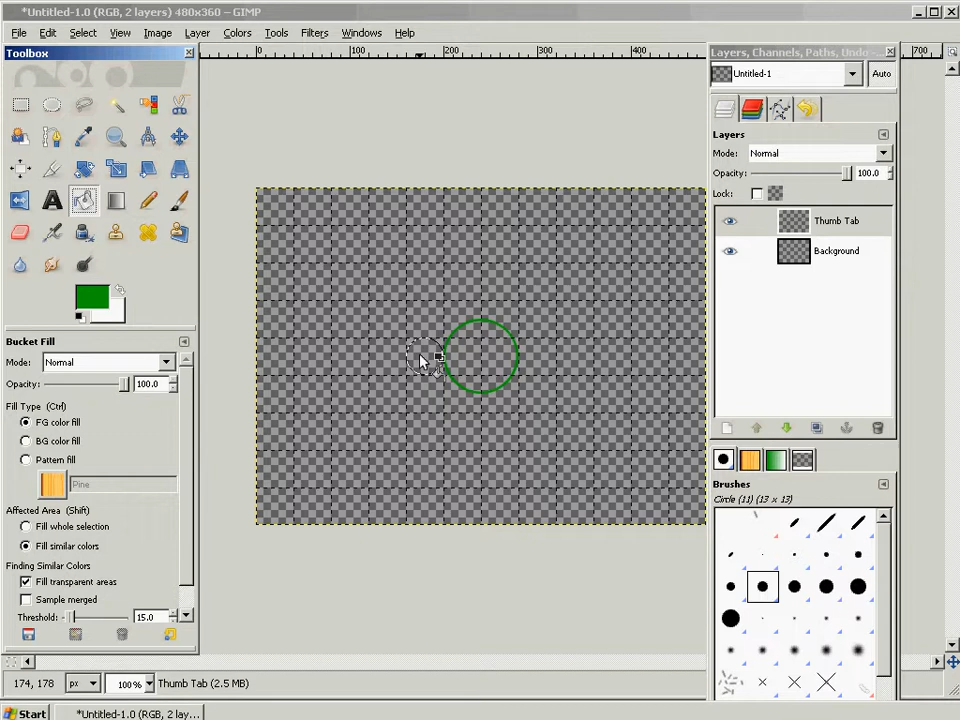 *Untitled-1.0 (RGB, 2 layers) 480x360 – GIMP
File Edit Select View Image Layer Colors Tools Filters Windows Help
Toolbox
0 100 200 300 400 700
Layers, Channels, Paths, Undo -...
Untitled-1 Auto
Layers
Mode: Normal
Opacity: 100.0
Lock:
Thumb Tab
Background
Bucket Fill
Mode: Normal
Opacity: 100.0
Fill Type (Ctrl)
FG color fill
BG color fill
Pattern fill
Pine
Affected Area (Shift)
Fill whole selection
Fill similar colors
Finding Similar Colors
Fill transparent areas
Sample merged
Threshold: 15.0
Brushes
Circle (11) (13 × 13)
174, 178 px 100% Thumb Tab (2.5 MB)
Start *Untitled-1.0 (RGB, 2 lay...